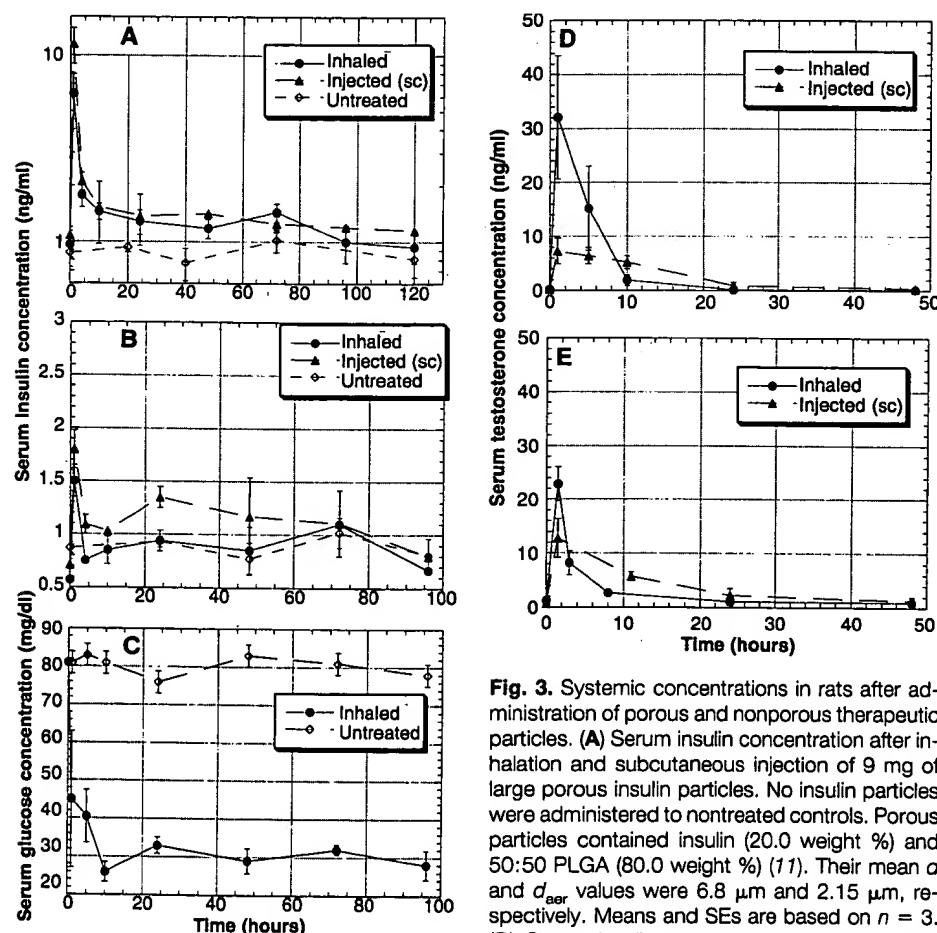 A
10
Inhaled
Injected (sc)
Untreated
1
0 20 40 60 80 100 120
Serum Insulin concentration (ng/ml)
B
3
2.5
2
1.5
1
0.5
Inhaled
Injected (sc)
Untreated
0 20 40 60 80 100
C
90
80
70
60
50
40
30
20
Inhaled
Untreated
0 20 40 60 80 100
Serum glucose concentration (mg/dl)
Time (hours)
D
50
40
30
20
10
0
Inhaled
Injected (sc)
0 10 20 30 40 50
Serum testosterone concentration (ng/ml)
E
50
40
30
20
10
0
Inhaled
Injected (sc)
0 10 20 30 40 50
Time (hours)
Fig. 3. Systemic concentrations in rats after ad-
ministration of porous and nonporous therapeutic
particles. (A) Serum insulin concentration after in-
halation and subcutaneous injection of 9 mg of
large porous insulin particles. No insulin particles
were administered to nontreated controls. Porous
particles contained insulin (20.0 weight %) and
50:50 PLGA (80.0 weight %) (11). Their mean d
and daer values were 6.8 μm and 2.15 μm, re-
spectively. Means and SEs are based on n = 3.